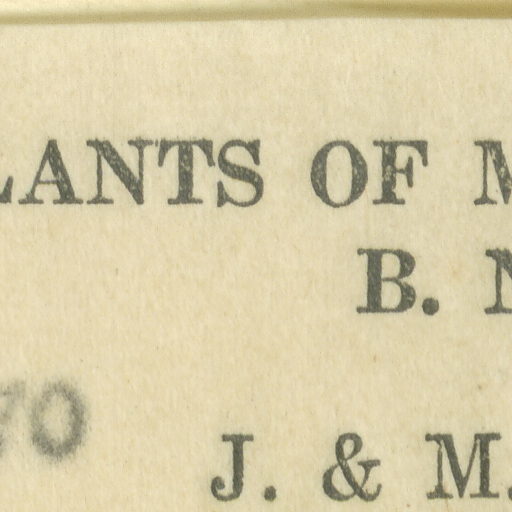 LANTS OF M
B. N
70
J. & M.